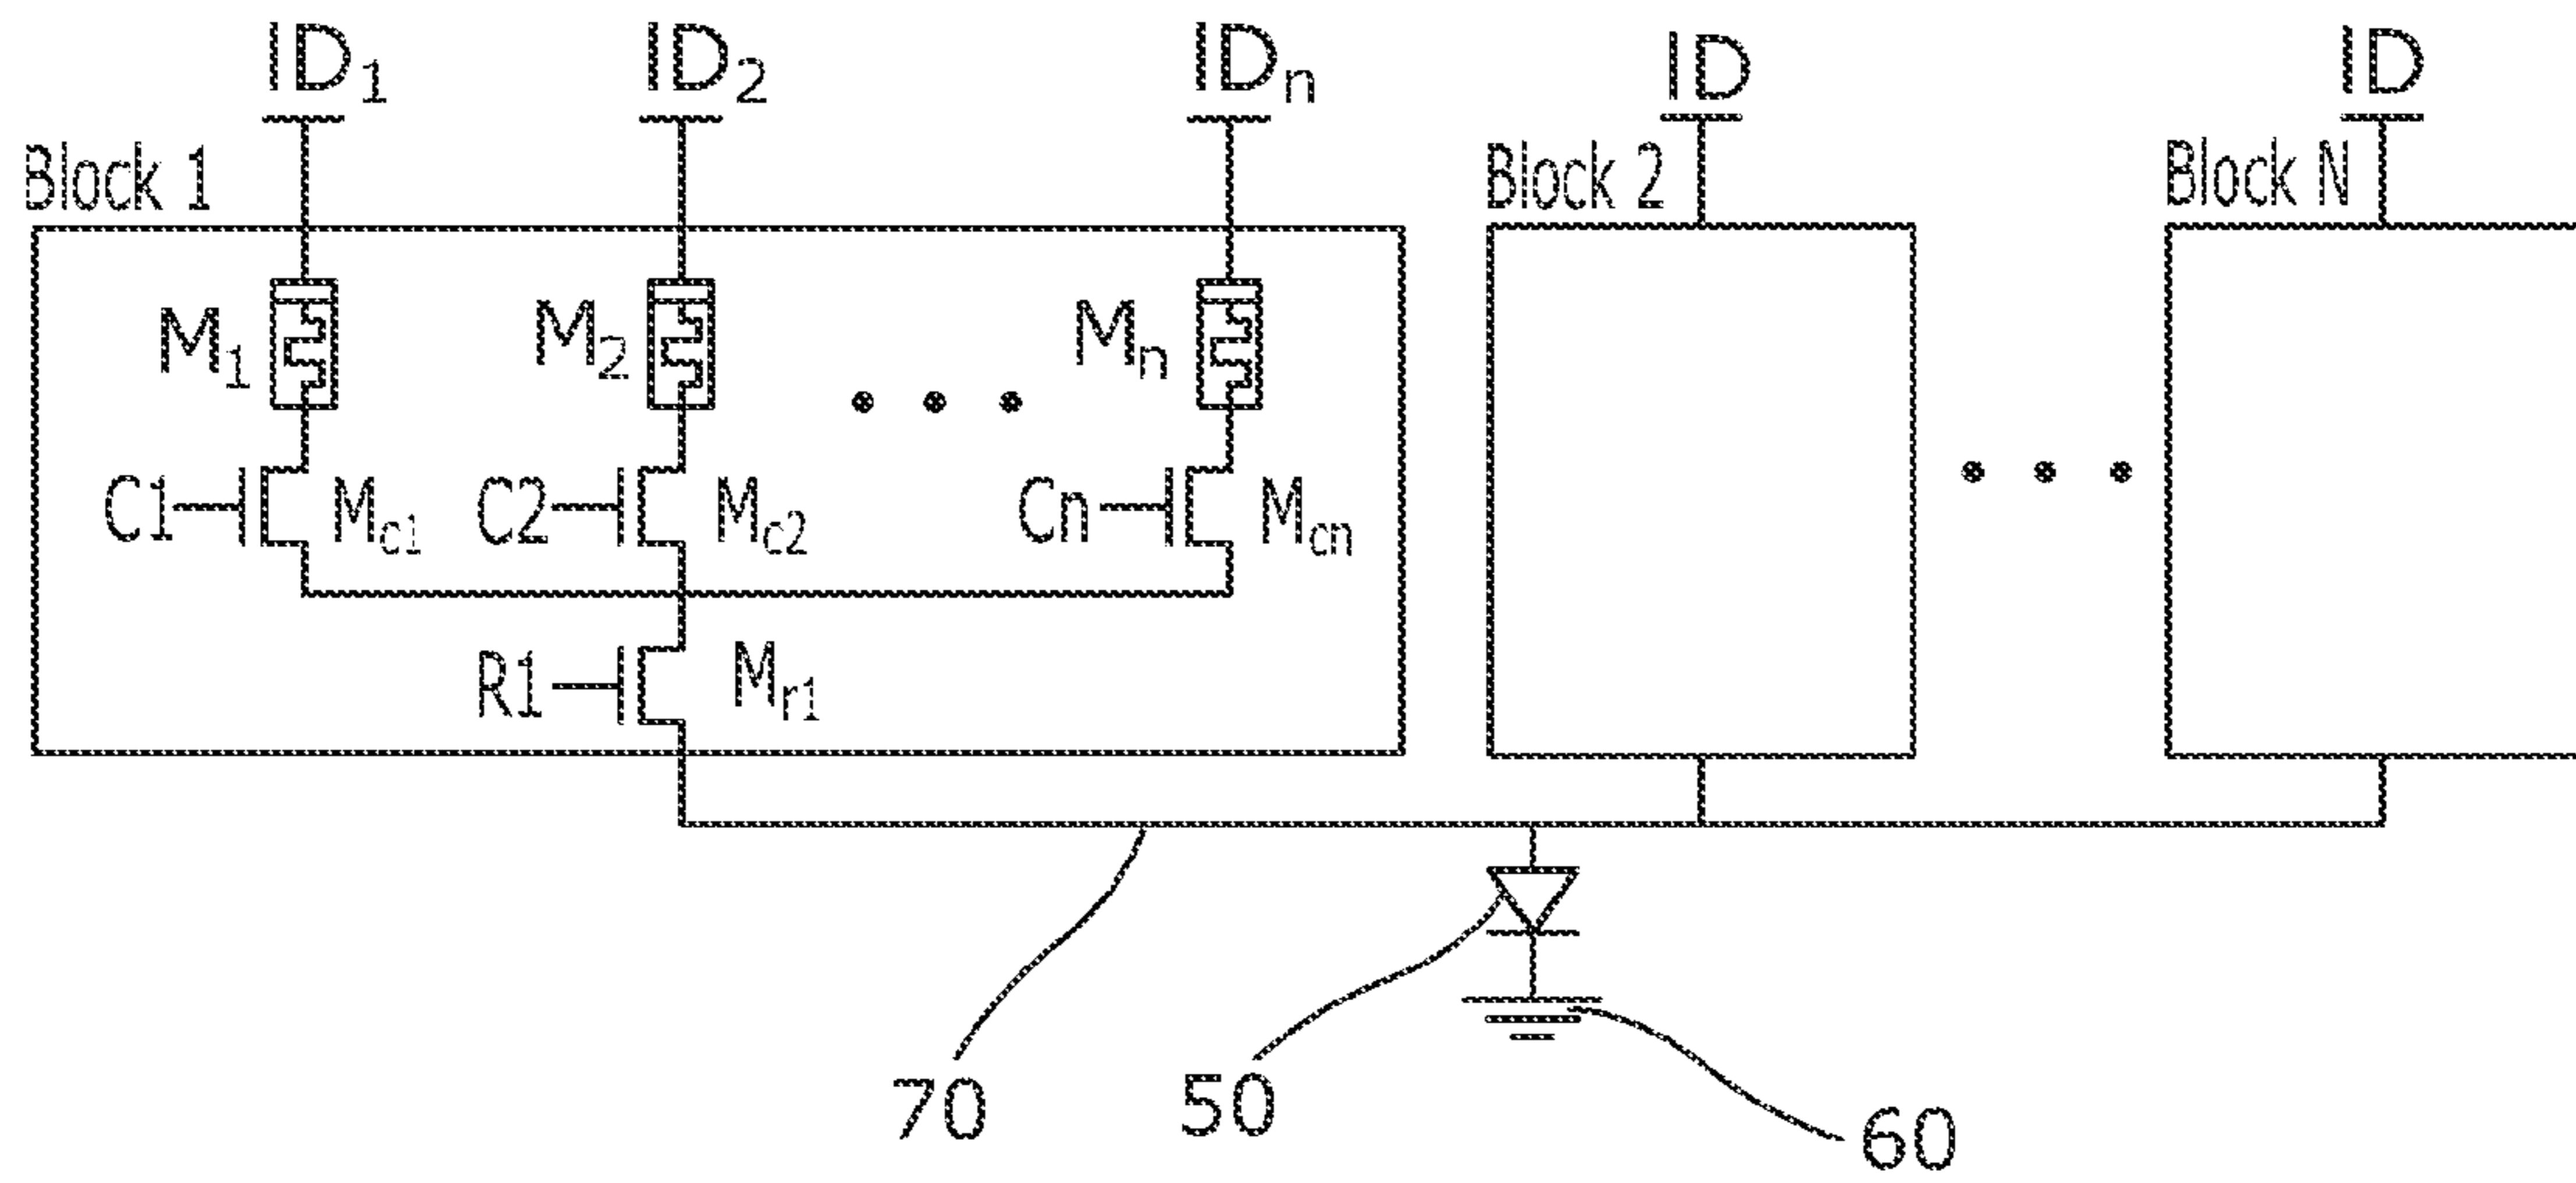 ID₁ ID₂ IDₙ ID ID
Block 1 Block 2 Block N
M₁ M₂ Mₙ
C1 Mc1 C2 Mc2 Cn Mcn
R1 Mr1
70 50 60